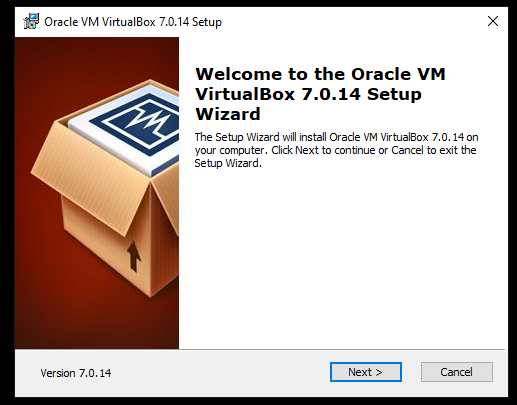 Oracle VM VirtualBox 7.0.14 Setup
Welcome to the Oracle VM
VirtualBox 7.0.14 Setup
Wizard
The Setup Wizard will install Oracle VM VirtualBox 7.0.14 on
your computer. Click Next to continue or Cancel to exit the
Setup Wizard.
Version 7.0.14
Next >
Cancel